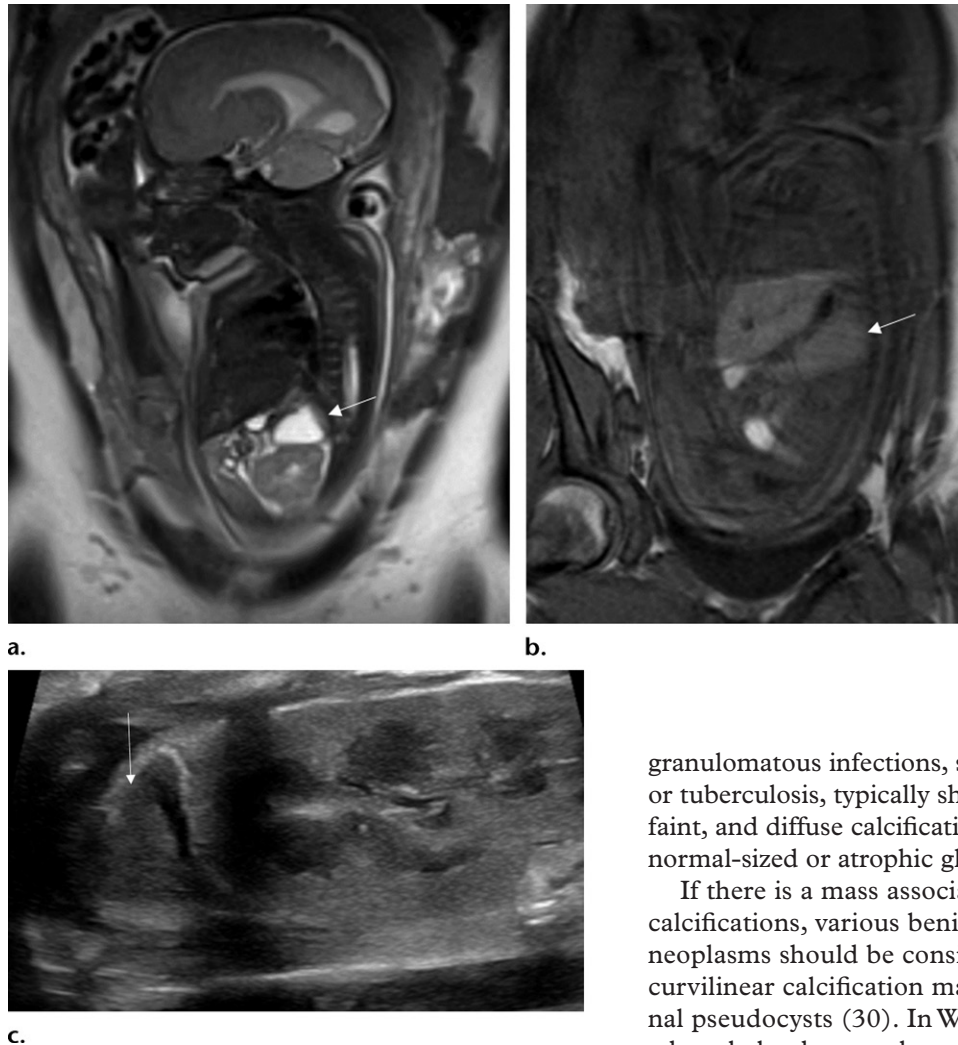 a.
b.
c.
granulomatous infections, s
or tuberculosis, typically sh
faint, and diffuse calcificati
normal-sized or atrophic gl
If there is a mass associa
calcifications, various beni
neoplasms should be consi
curvilinear calcification ma
nal pseudocysts (30). In W